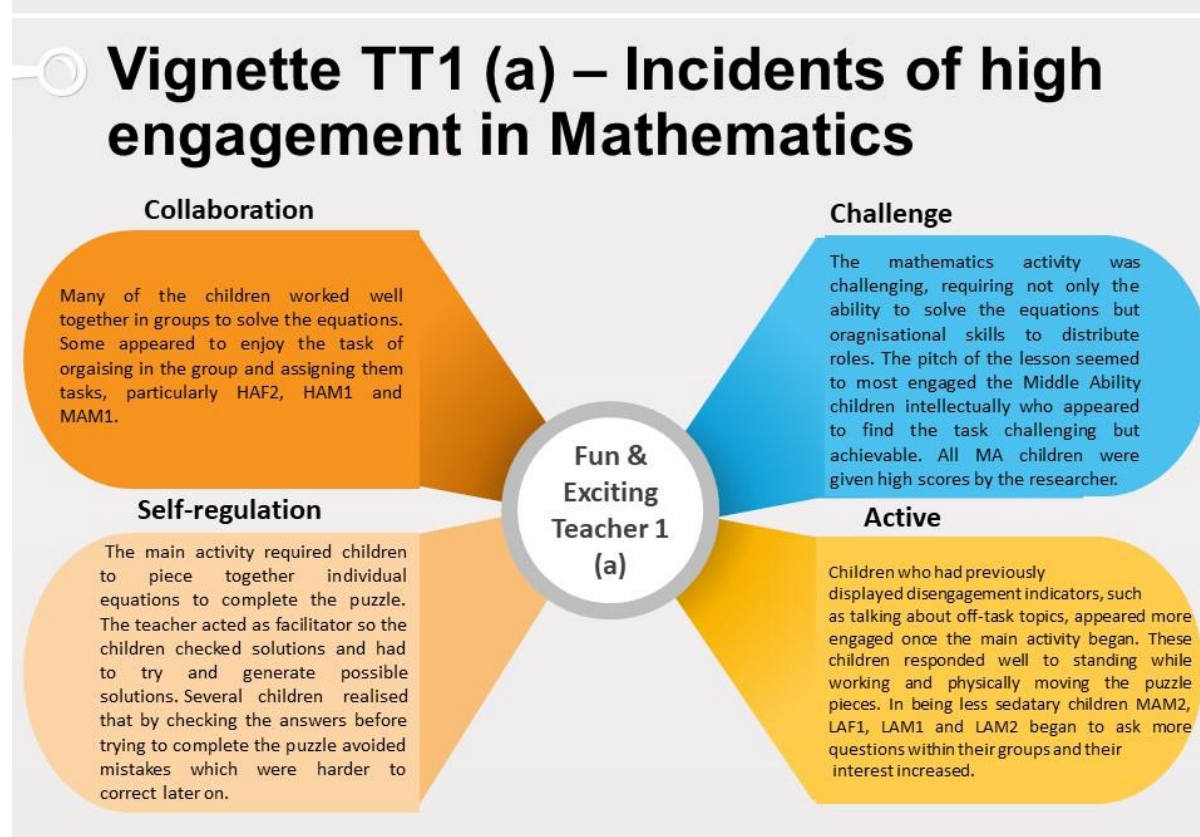 Vignette TT1 (a) – Incidents of high
engagement in Mathematics
Collaboration
Many of the children worked well
together in groups to solve the equations.
Some appeared to enjoy the task of
orgaising in the group and assigning them
tasks, particularly HAF2, HAM1 and
MAM1.
Challenge
The mathematics activity was
challenging, requiring not only the
ability to solve the equations but
oragnisational skills to distribute
roles. The pitch of the lesson seemed
to most engaged the Middle Ability
children intellectually who appeared
to find the task challenging but
achievable. All MA children were
given high scores by the researcher.
Fun &
Exciting
Teacher 1
(a)
Self-regulation
The main activity required children
to piece together individual
equations to complete the puzzle.
The teacher acted as facilitator so the
children checked solutions and had
to try and generate possible
solutions. Several children realised
that by checking the answers before
trying to complete the puzzle avoided
mistakes which were harder to
correct later on.
Active
Children who had previously
displayed disengagement indicators, such
as talking about off-task topics, appeared more
engaged once the main activity began. These
children responded well to standing while
working and physically moving the puzzle
pieces. In being less sedatary children MAM2,
LAF1, LAM1 and LAM2 began to ask more
questions within their groups and their
interest increased.